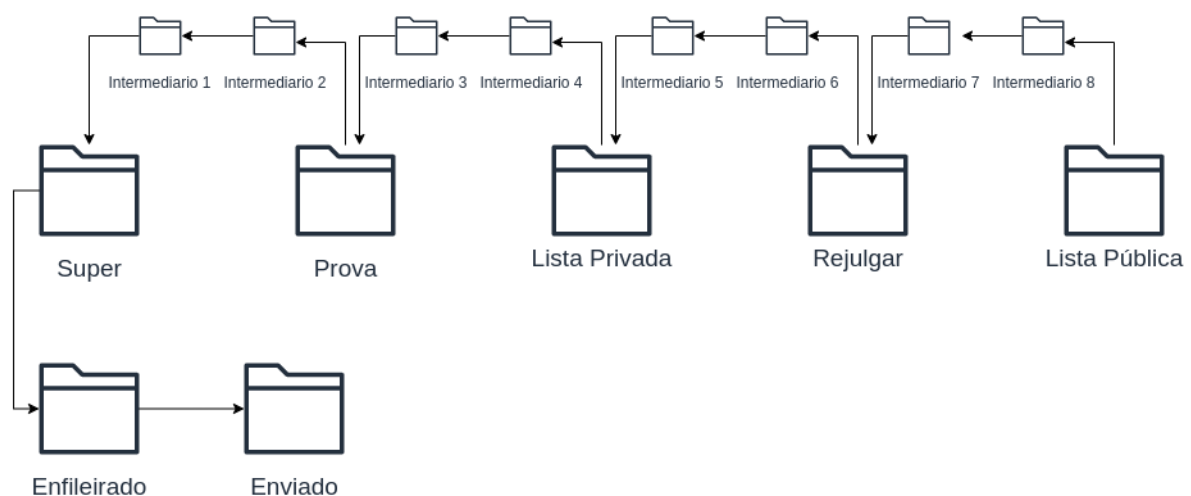 Intermediario 1
Intermediario 2
Intermediario 3
Intermediario 4
Intermediario 5
Intermediario 6
Intermediario 7
Intermediario 8
Super
Prova
Lista Privada
Rejulgar
Lista Pública
Enfileirado
Enviado